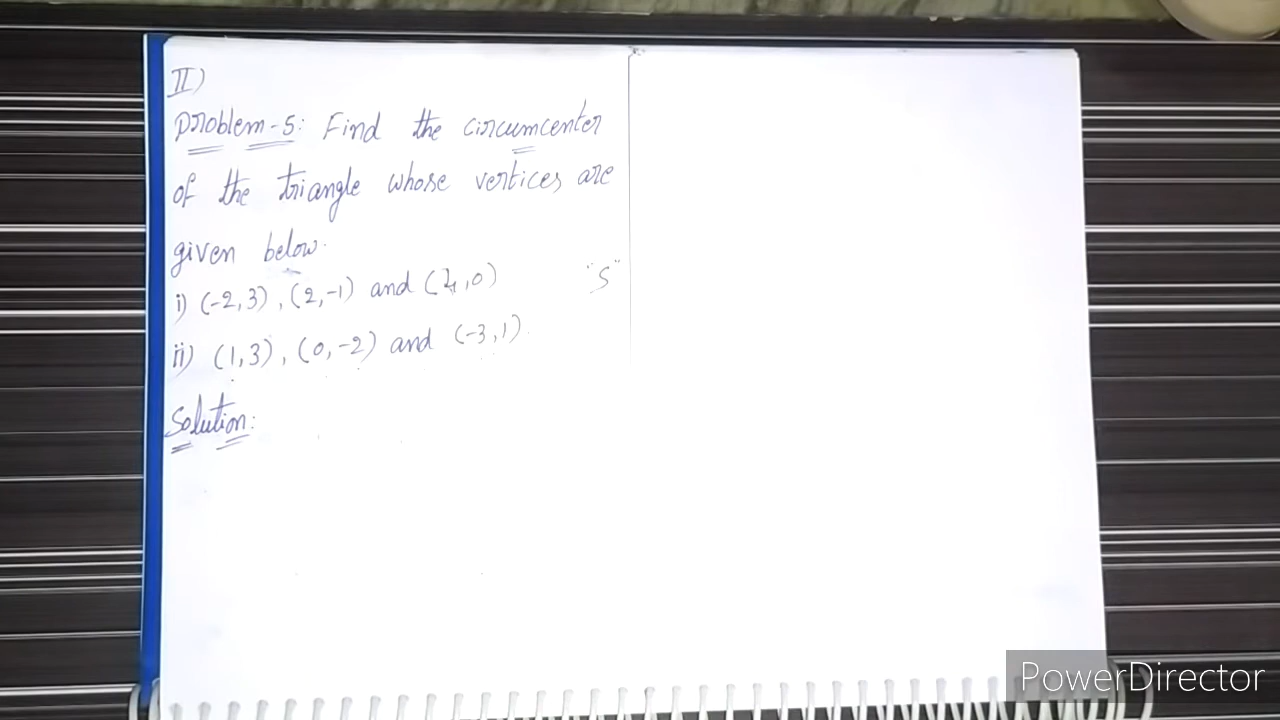 II)
Problem-5: Find the circumcenter
of the triangle whose vertices are
given below.
i) (-2,3), (2,-1) and (4,0)
"S"
ii) (1,3), (0,-2) and (-3,1).
Solution:
PowerDirector